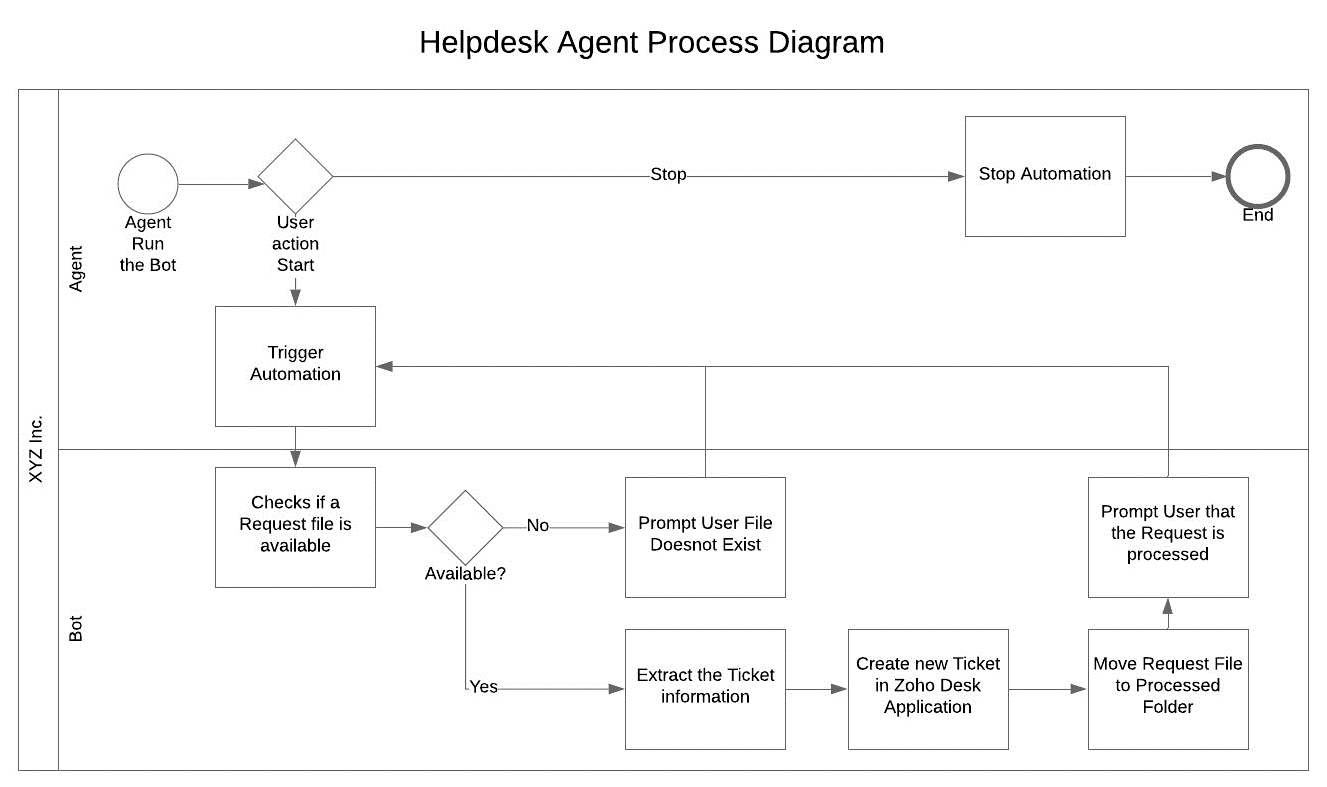 Helpdesk Agent Process Diagram
XYZ Inc.
Agent
Agent
Run
the Bot
User
action
Start
Stop
Stop Automation
End
Trigger
Automation
Bot
Checks if a
Request file is
available
Available?
No
Prompt User File
Doesnot Exist
Yes
Extract the Ticket
information
Create new Ticket
in Zoho Desk
Application
Move Request File
to Processed
Folder
Prompt User that
the Request is
processed